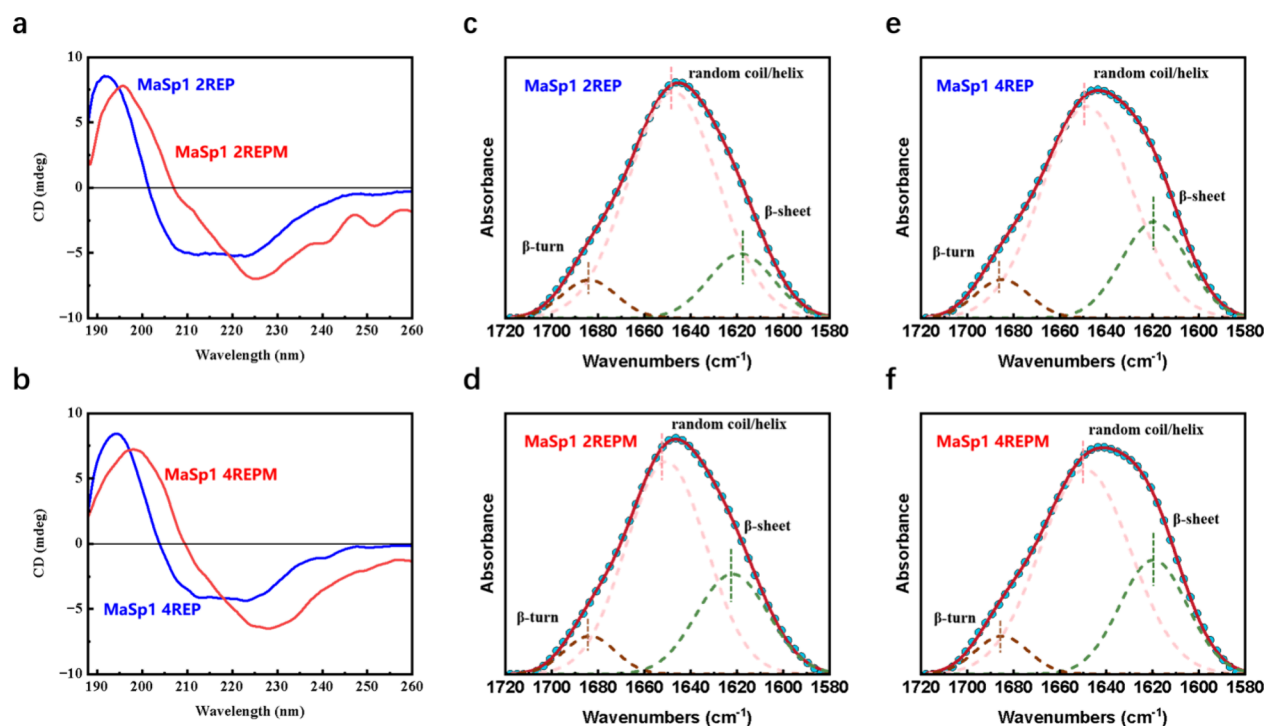 a
10
5
0
−5
−10
CD (mdeg)
MaSp1 2REP
MaSp1 2REPM
190 200 210 220 230 240 250 260
Wavelength (nm)
b
10
5
0
−5
−10
CD (mdeg)
MaSp1 4REPM
MaSp1 4REP
190 200 210 220 230 240 250 260
Wavelength (nm)
c
MaSp1 2REP
random coil/helix
β-sheet
β-turn
Absorbance
1720 1700 1680 1660 1640 1620 1600 1580
Wavenumbers (cm⁻¹)
d
MaSp1 2REPM
random coil/helix
β-sheet
β-turn
Absorbance
1720 1700 1680 1660 1640 1620 1600 1580
Wavenumbers (cm⁻¹)
e
MaSp1 4REP
random coil/helix
β-sheet
β-turn
Absorbance
1720 1700 1680 1660 1640 1620 1600 1580
Wavenumbers (cm⁻¹)
f
MaSp1 4REPM
random coil/helix
β-sheet
β-turn
Absorbance
1720 1700 1680 1660 1640 1620 1600 1580
Wavenumbers (cm⁻¹)